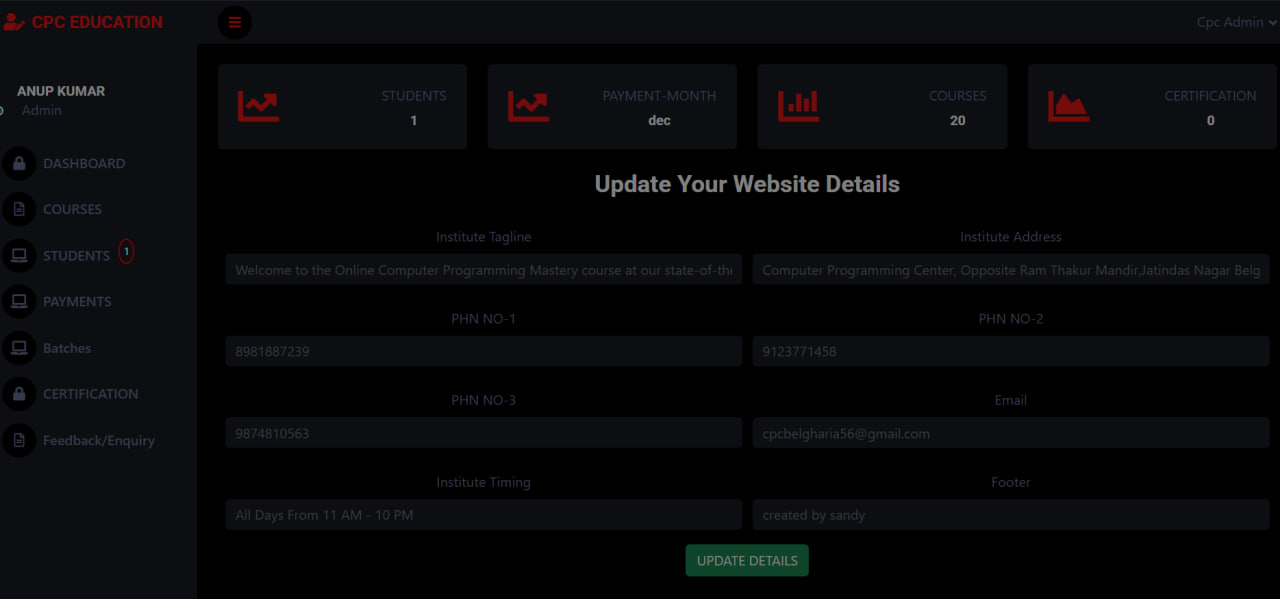 CPC EDUCATION
Cpc Admin
ANUP KUMAR
Admin
DASHBOARD
COURSES
STUDENTS 1
PAYMENTS
Batches
CERTIFICATION
Feedback/Enquiry
STUDENTS
1
PAYMENT-MONTH
dec
COURSES
20
CERTIFICATION
0
Update Your Website Details
Institute Tagline
Welcome to the Online Computer Programming Mastery course at our state-of-the
Institute Address
Computer Programming Center, Opposite Ram Thakur Mandir,Jatindas Nagar Belg
PHN NO-1
8981887239
PHN NO-2
9123771458
PHN NO-3
9874810563
Email
cpcbelgharia56@gmail.com
Institute Timing
All Days From 11 AM - 10 PM
Footer
created by sandy
UPDATE DETAILS